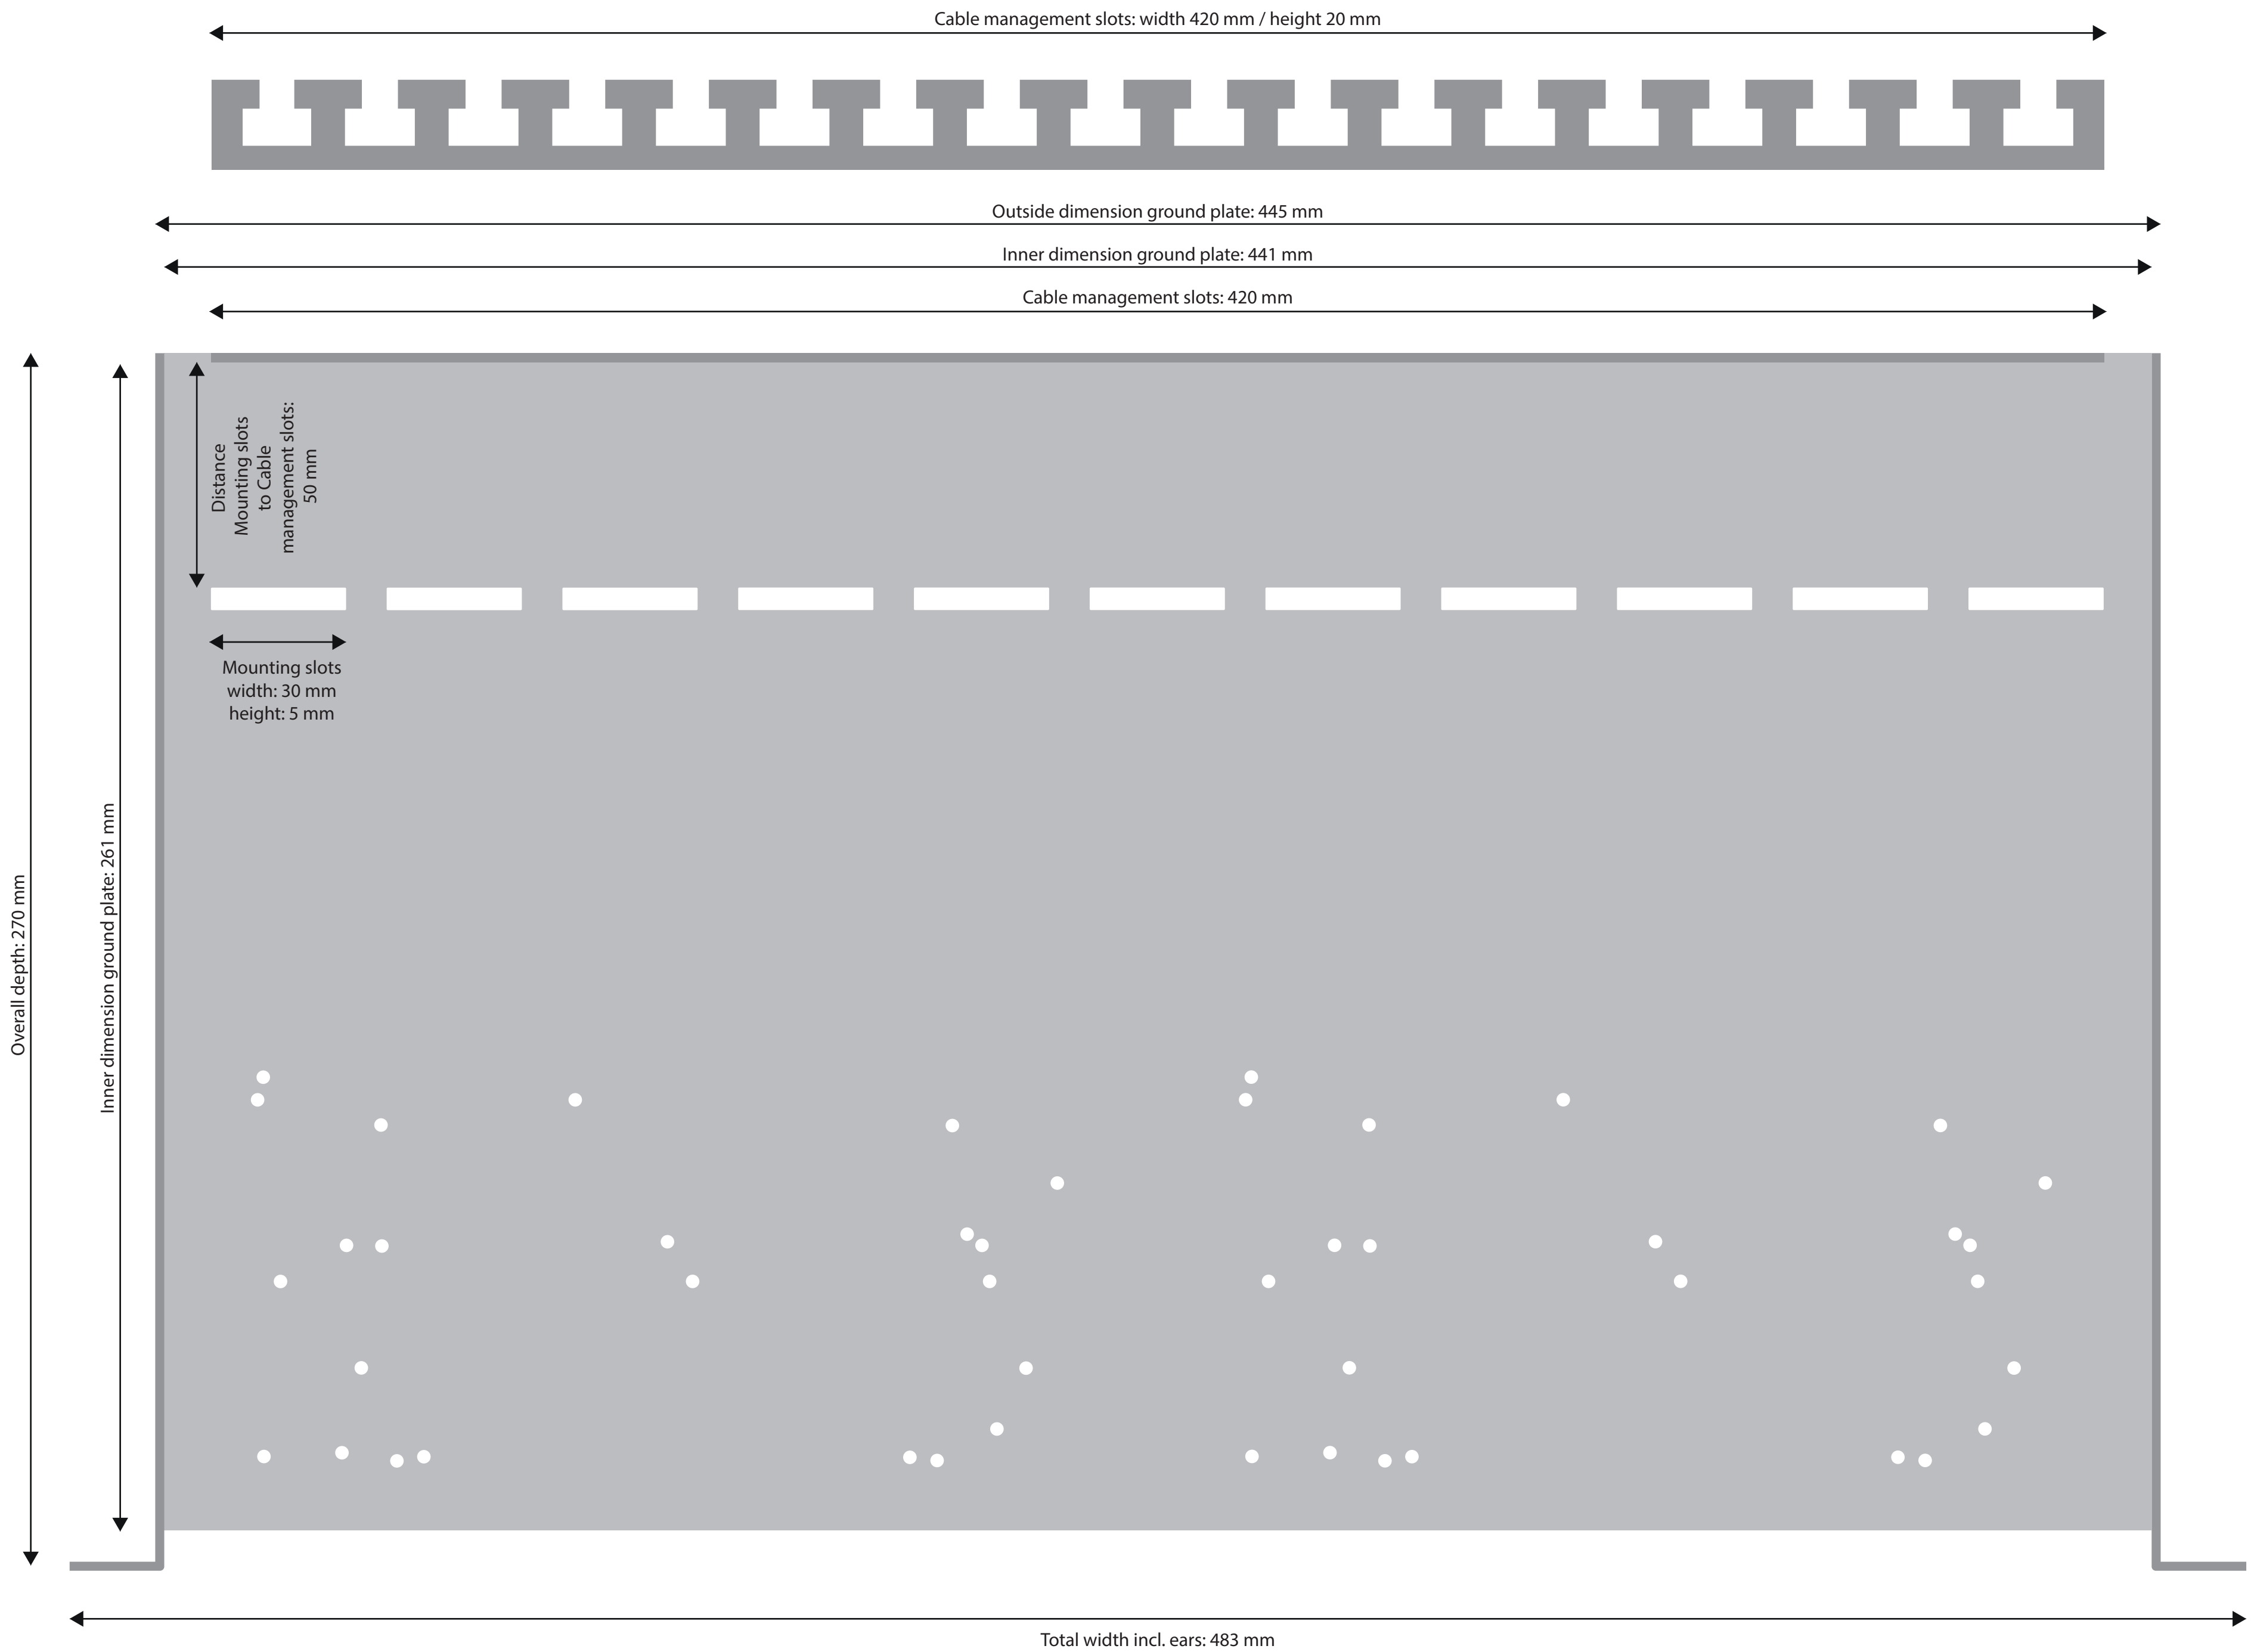 Cable management slots: width 420 mm / height 20 mm
Outside dimension ground plate: 445 mm
Inner dimension ground plate: 441 mm
Cable management slots: 420 mm
Distance
Mounting slots
to Cable
management slots:
50 mm
Mounting slots
width: 30 mm
height: 5 mm
Overall depth: 270 mm
Inner dimension ground plate: 261 mm
Total width incl. ears: 483 mm